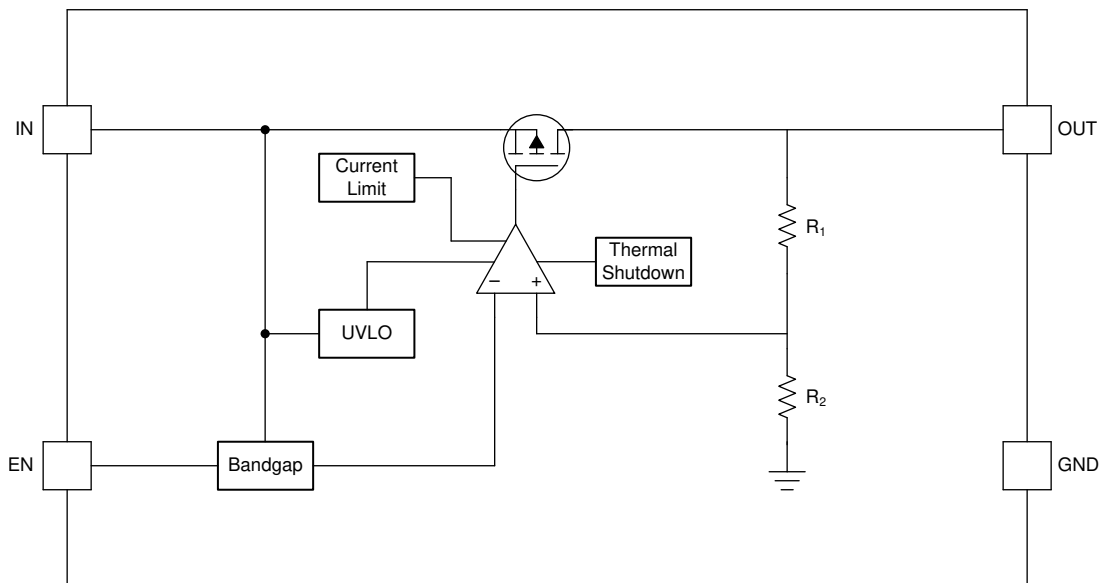 IN
OUT
Current
Limit
R₁
Thermal
Shutdown
− +
UVLO
R₂
EN
Bandgap
GND